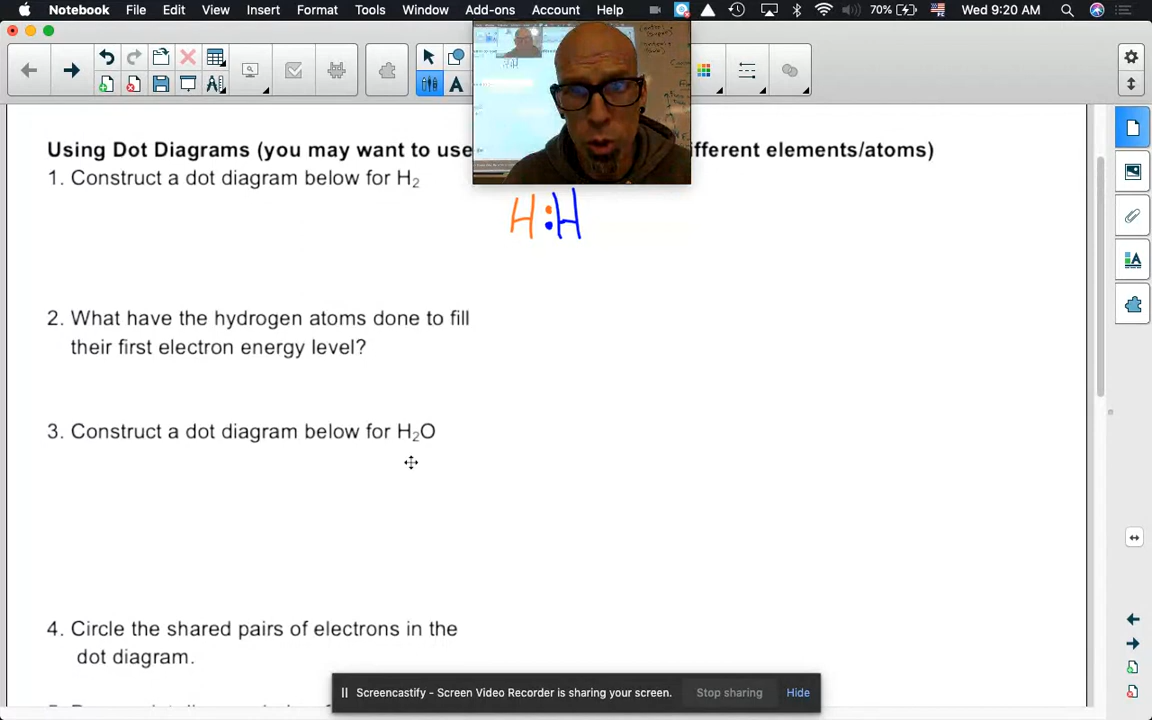 Notebook File Edit View Insert Format Tools Window Add-ons Account Help 70% Wed 9:20 AM
Using Dot Diagrams (you may want to use fferent elements/atoms)
1. Construct a dot diagram below for H₂
H:H
2. What have the hydrogen atoms done to fill
their first electron energy level?
3. Construct a dot diagram below for H₂O
4. Circle the shared pairs of electrons in the
dot diagram.
Screencastify - Screen Video Recorder is sharing your screen. Stop sharing Hide